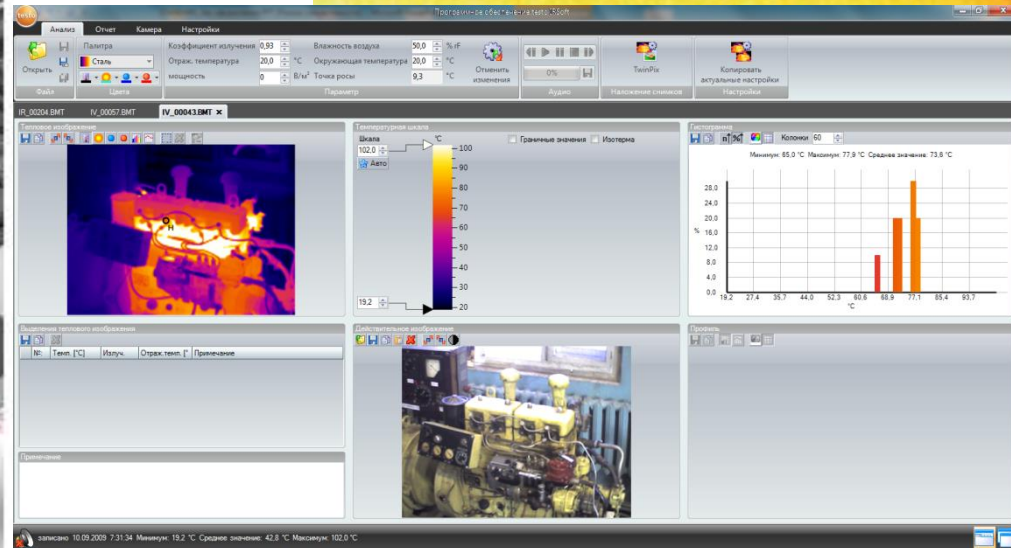 testo
Программное обеспечение testo IRSoft
Анализ Отчет Камера Настройки
Открыть
Файл
Палитра
Сталь
Цвета
Коэффициент излучения 0,93 Влажность воздуха 50,0 % rF
Отраж. температура 20,0 °C Окружающая температура 20,0 °C
мощность 0 В/м² Точка росы 9,3 °C
Параметр
Отменить
изменения
0%
Аудио
TwinPix
Наложение снимков
Копировать
актуальные настройки
Настройки
IR_00204.BMT IV_00057.BMT IV_00043.BMT ×
Тепловое изображение
H
Температурная шкала
Шкала °C
102,0
Авто
Граничные значения Изотерма
100
90
80
70
60
50
40
30
20
19,2
Гистограмма
Колонки 60
Минимум: 65,0 °C Максимум: 77,9 °C Среднее значение: 73,6 °C
28,0
24,0
20,0
% 16,0
12,0
8,0
4,0
0,0
19,2 27,4 35,7 44,0 52,3 60,6 68,9 77,1 85,4 93,7
°C
Выделения теплового изображения
№: Темп. [°C] Излуч. Отраж.темп. [° Примечание
Примечание
Действительное изображение
Профиль
записано 10.09.2009 7:31:34 Минимум: 19,2 °C Среднее значение: 42,8 °C Максимум: 102,0 °C